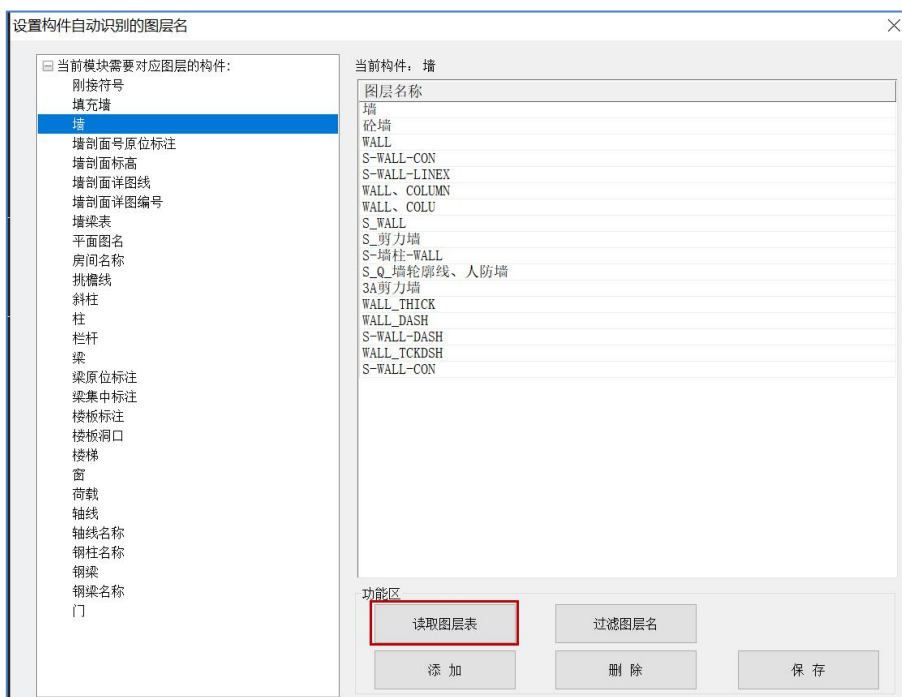 设置构件自动识别的图层名
当前模块需要对应图层的构件:
刚接符号
填充墙
墙
墙剖面号原位标注
墙剖面标高
墙剖面详图线
墙剖面详图编号
墙梁表
平面图名
房间名称
挑檐线
斜柱
柱
栏杆
梁
梁原位标注
梁集中标注
楼板标注
楼板洞口
楼梯
窗
荷载
轴线
轴线名称
钢柱名称
钢梁
钢梁名称
门
当前构件: 墙
图层名称
墙
砼墙
WALL
S-WALL-CON
S-WALL-LINEX
WALL、COLUMN
WALL、COLU
S_WALL
S_剪力墙
S-墙柱-WALL
S_Q_墙轮廓线、人防墙
3A剪力墙
WALL_THICK
WALL_DASH
S-WALL-DASH
WALL_TCKDSH
S-WALL-CON
功能区
读取图层表 过滤图层名
添 加 删 除 保 存